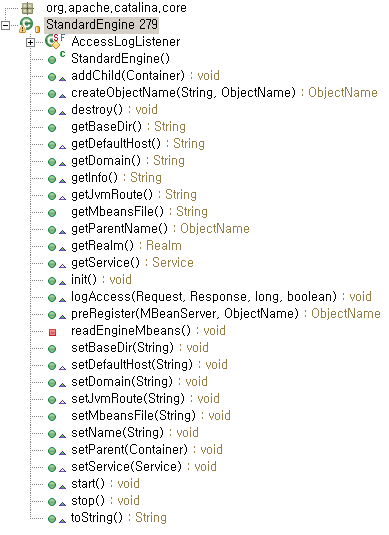 org.apache.catalina.core
StandardEngine 279
AccessLogListener
StandardEngine()
addChild(Container) : void
createObjectName(String, ObjectName) : ObjectName
destroy() : void
getBaseDir() : String
getDefaultHost() : String
getDomain() : String
getInfo() : String
getJvmRoute() : String
getMbeansFile() : String
getParentName() : ObjectName
getRealm() : Realm
getService() : Service
init() : void
logAccess(Request, Response, long, boolean) : void
preRegister(MBeanServer, ObjectName) : ObjectName
readEngineMbeans() : void
setBaseDir(String) : void
setDefaultHost(String) : void
setDomain(String) : void
setJvmRoute(String) : void
setMbeansFile(String) : void
setName(String) : void
setParent(Container) : void
setService(Service) : void
start() : void
stop() : void
toString() : String